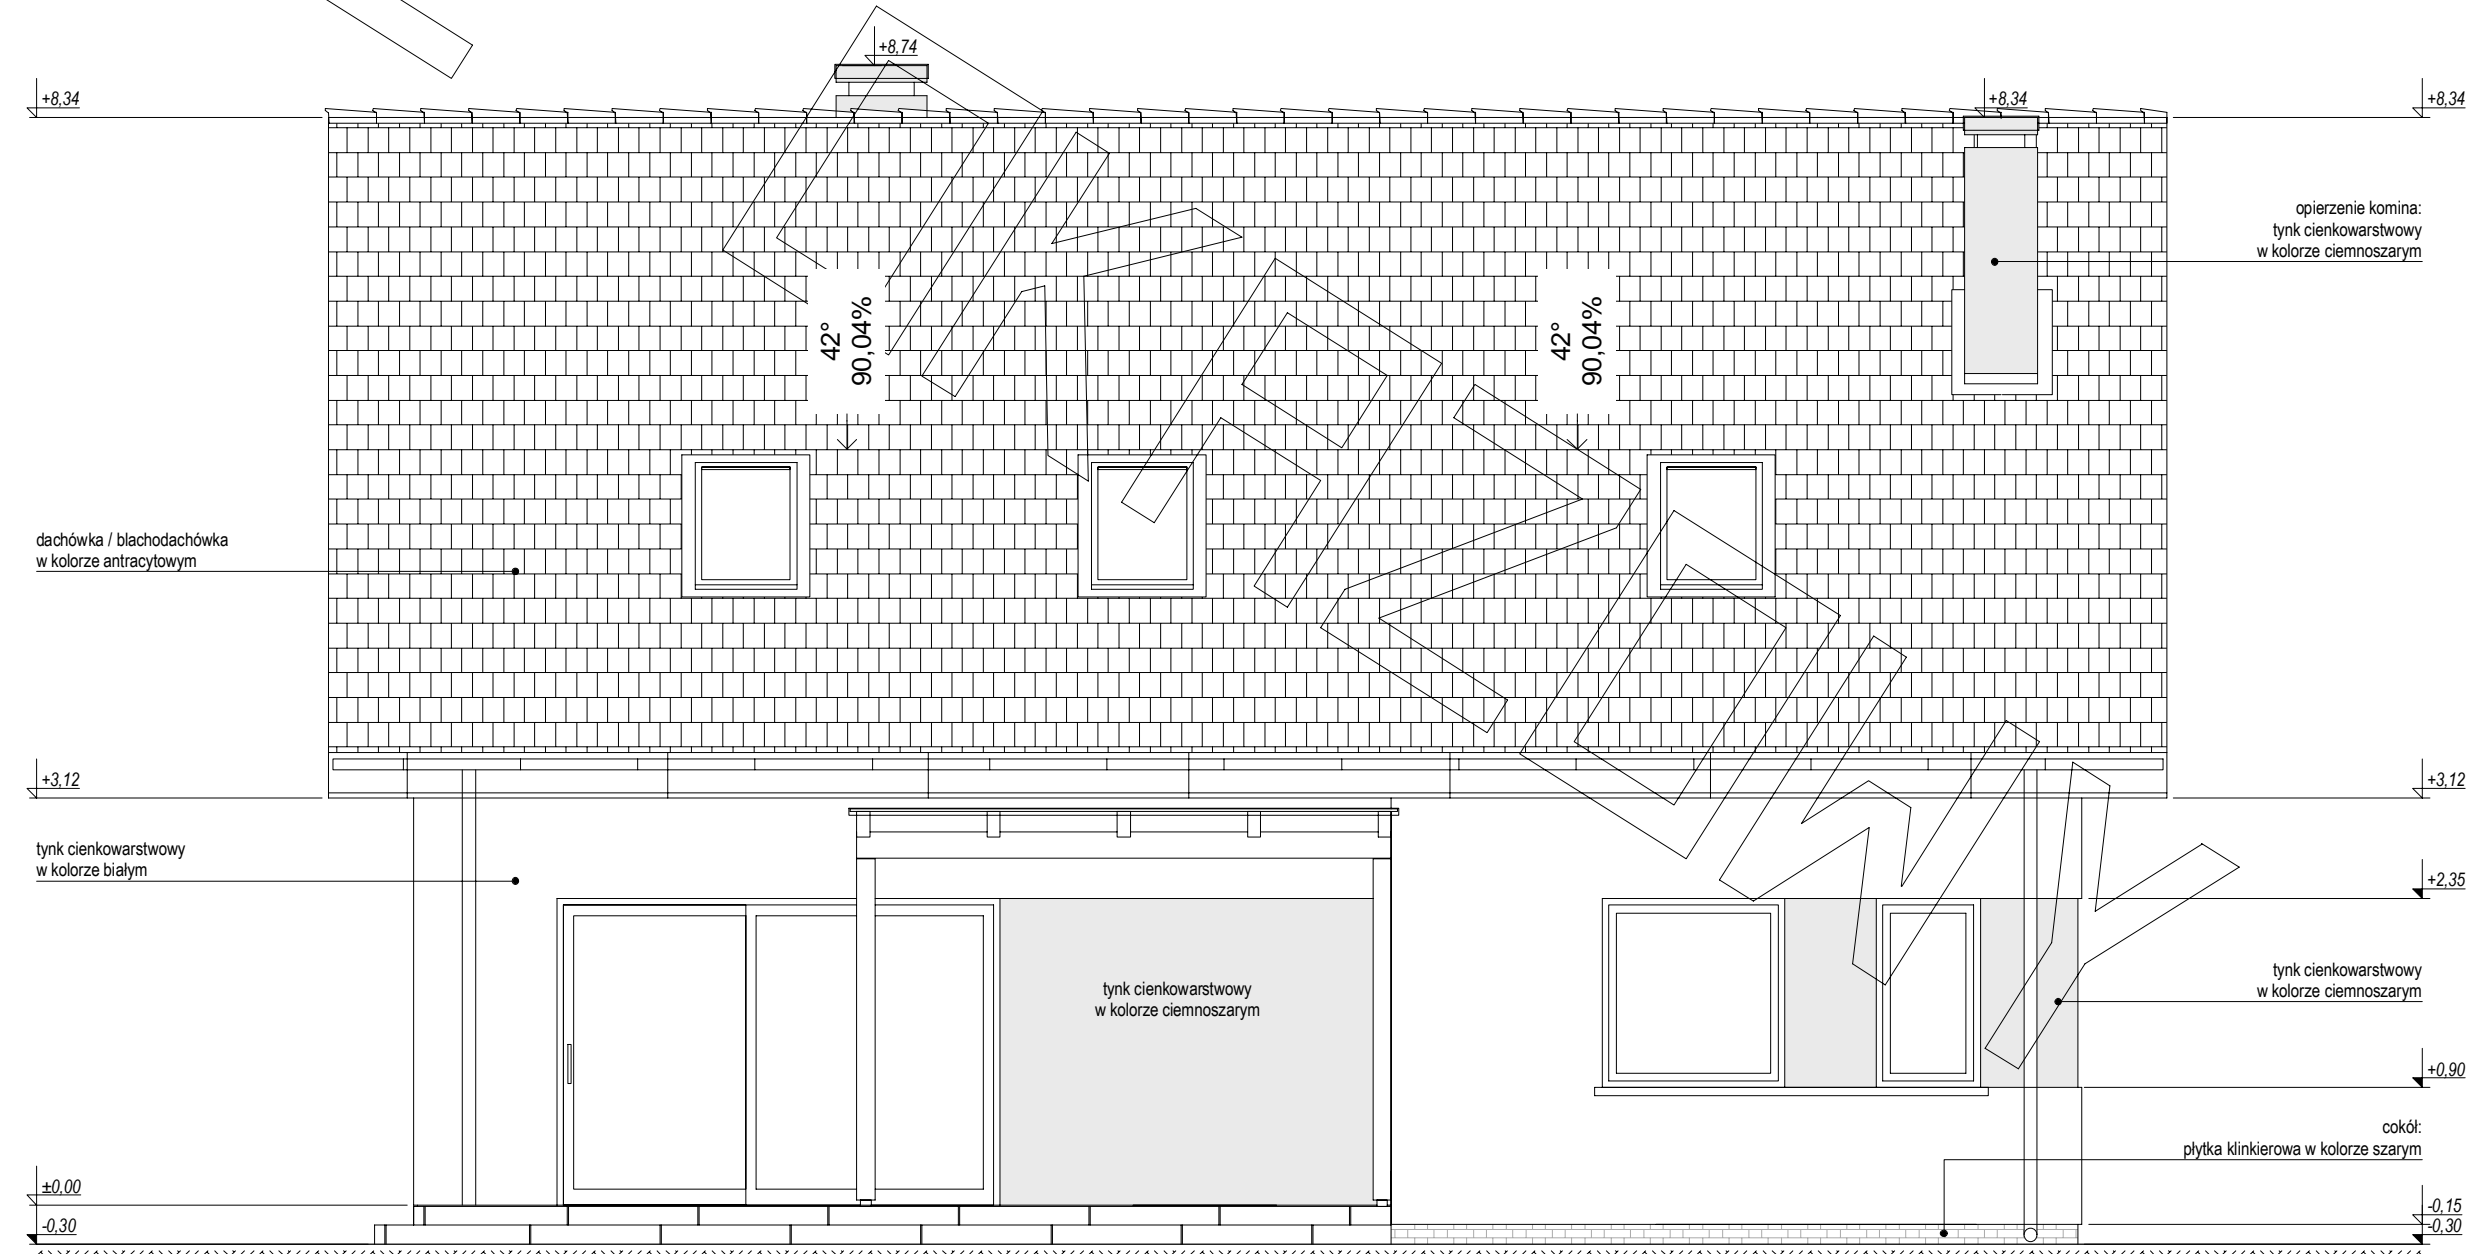 +8,74
+8,34
+8,34
+8,34
opierzenie komina:
tynk cienkowarstwowy
w kolorze ciemnoszarym
42°
90,04%
42°
90,04%
dachówka / blachodachówka
w kolorze antracytowym
+3,12
+3,12
tynk cienkowarstwowy
w kolorze białym
+2,35
tynk cienkowarstwowy
w kolorze ciemnoszarym
tynk cienkowarstwowy
w kolorze ciemnoszarym
+0,90
cokół:
płytka klinkierowa w kolorze szarym
±0,00
-0,30
-0,15
-0,30